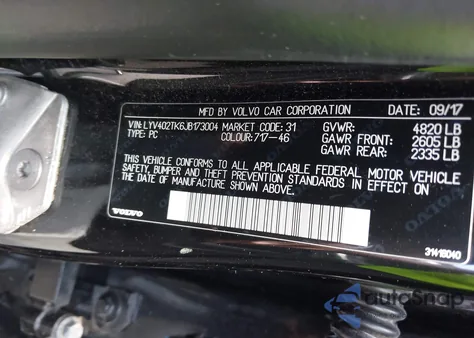 MFD BY VOLVO CAR CORPORATION DATE: 09/17
VIN: LYV402TK6JB173004 MARKET CODE: 31 GVWR: 4820 LB
TYPE: PC COLOUR: 717-46 GAWR FRONT: 2605 LB
GAWR REAR: 2335 LB
THIS VEHICLE CONFORMS TO ALL APPLICABLE FEDERAL MOTOR VEHICLE
SAFETY, BUMPER AND THEFT PREVENTION STANDARDS IN EFFECT ON
THE DATE OF MANUFACTURE SHOWN ABOVE.
VOLVO
31418040
autoSnap